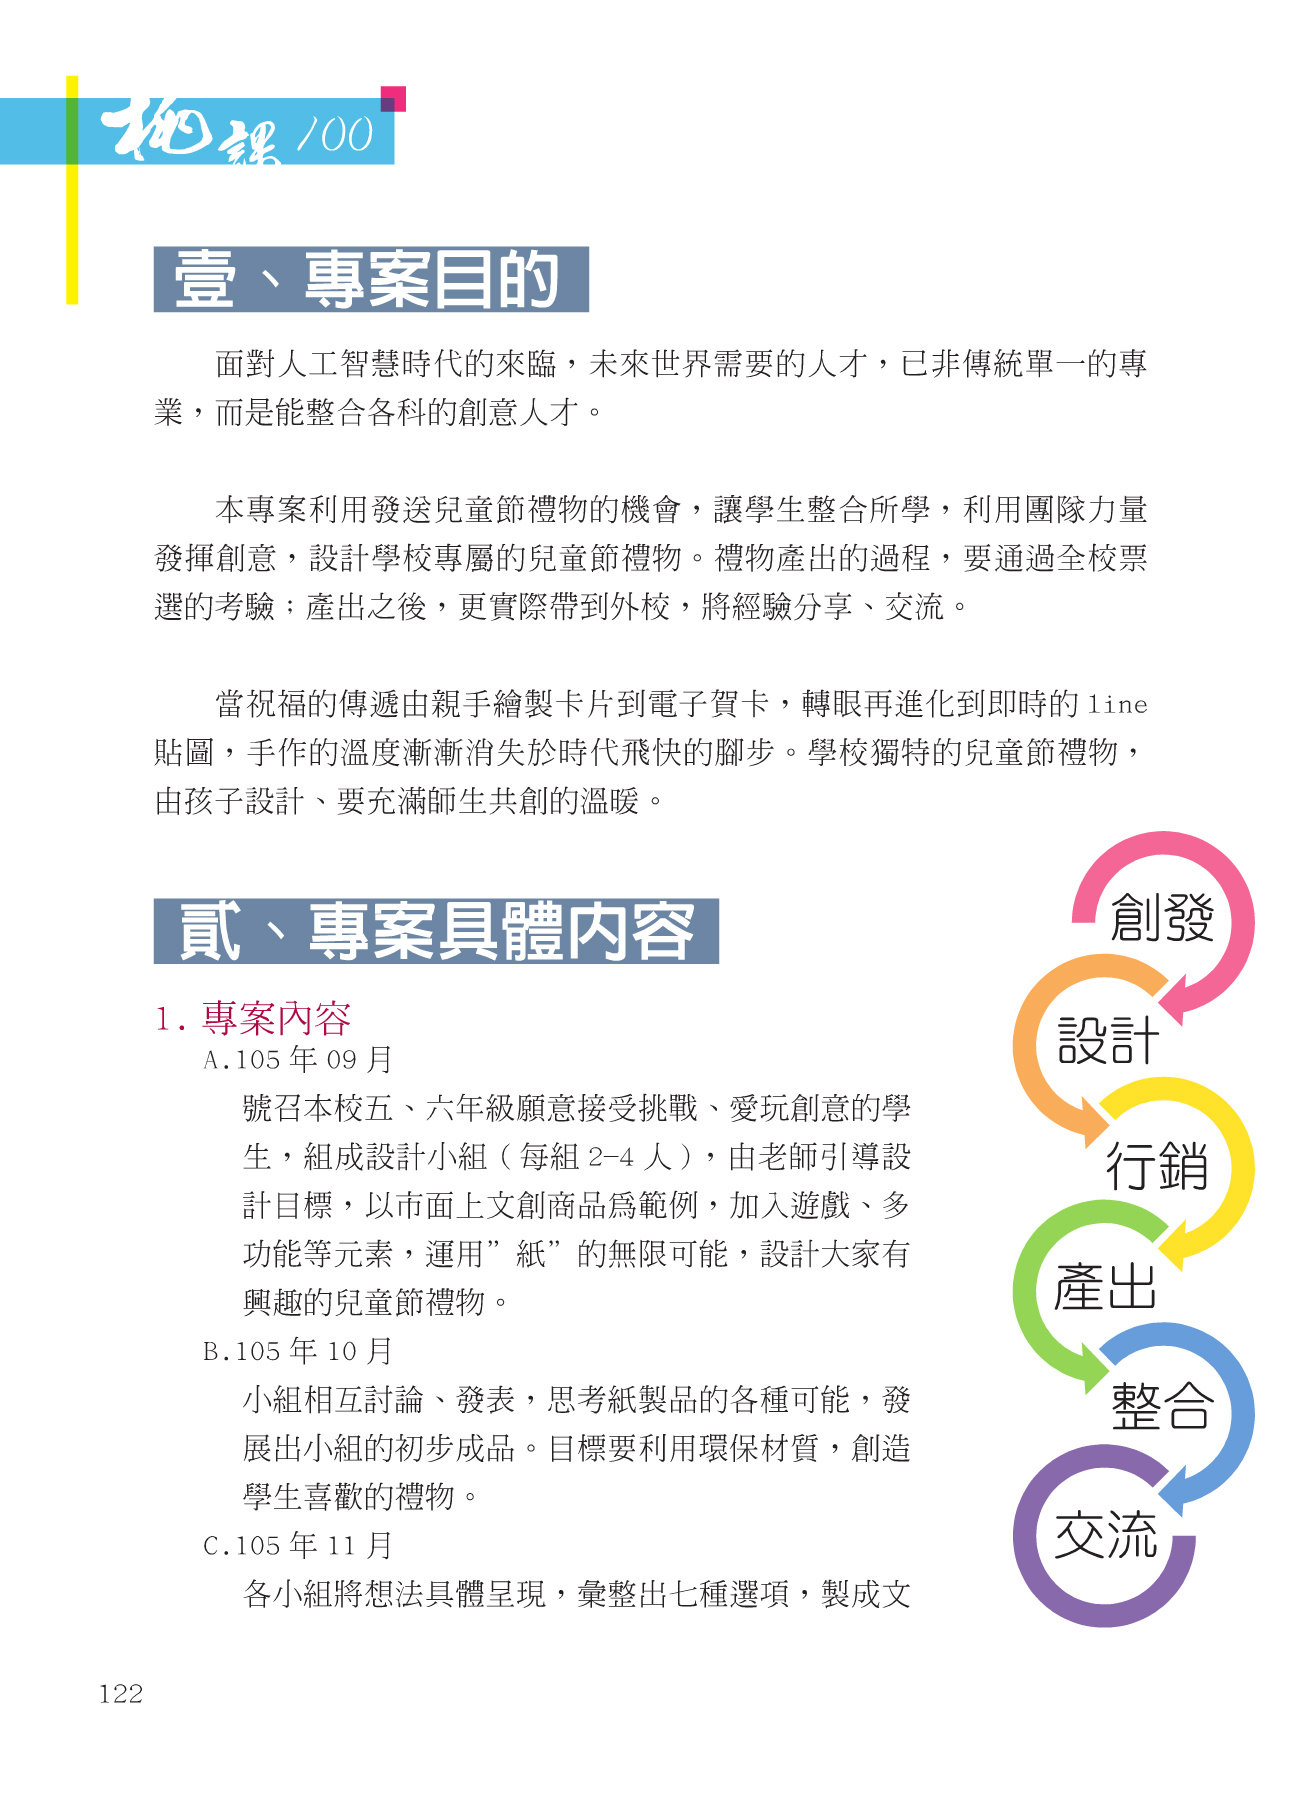 桃課100
壹、專案目的
面對人工智慧時代的來臨，未來世界需要的人才，已非傳統單一的專
業，而是能整合各科的創意人才。
本專案利用發送兒童節禮物的機會，讓學生整合所學，利用團隊力量
發揮創意，設計學校專屬的兒童節禮物。禮物產出的過程，要通過全校票
選的考驗；產出之後，更實際帶到外校，將經驗分享、交流。
當祝福的傳遞由親手繪製卡片到電子賀卡，轉眼再進化到即時的 line
貼圖，手作的溫度漸漸消失於時代飛快的腳步。學校獨特的兒童節禮物，
由孩子設計、要充滿師生共創的溫暖。
貳、專案具體內容
1. 專案內容
A.105 年 09 月
號召本校五、六年級願意接受挑戰、愛玩創意的學
生，組成設計小組（每組 2-4 人），由老師引導設
計目標，以市面上文創商品為範例，加入遊戲、多
功能等元素，運用”紙”的無限可能，設計大家有
興趣的兒童節禮物。
B.105 年 10 月
小組相互討論、發表，思考紙製品的各種可能，發
展出小組的初步成品。目標要利用環保材質，創造
學生喜歡的禮物。
C.105 年 11 月
各小組將想法具體呈現，彙整出七種選項，製成文
創發
設計
行銷
產出
整合
交流
122